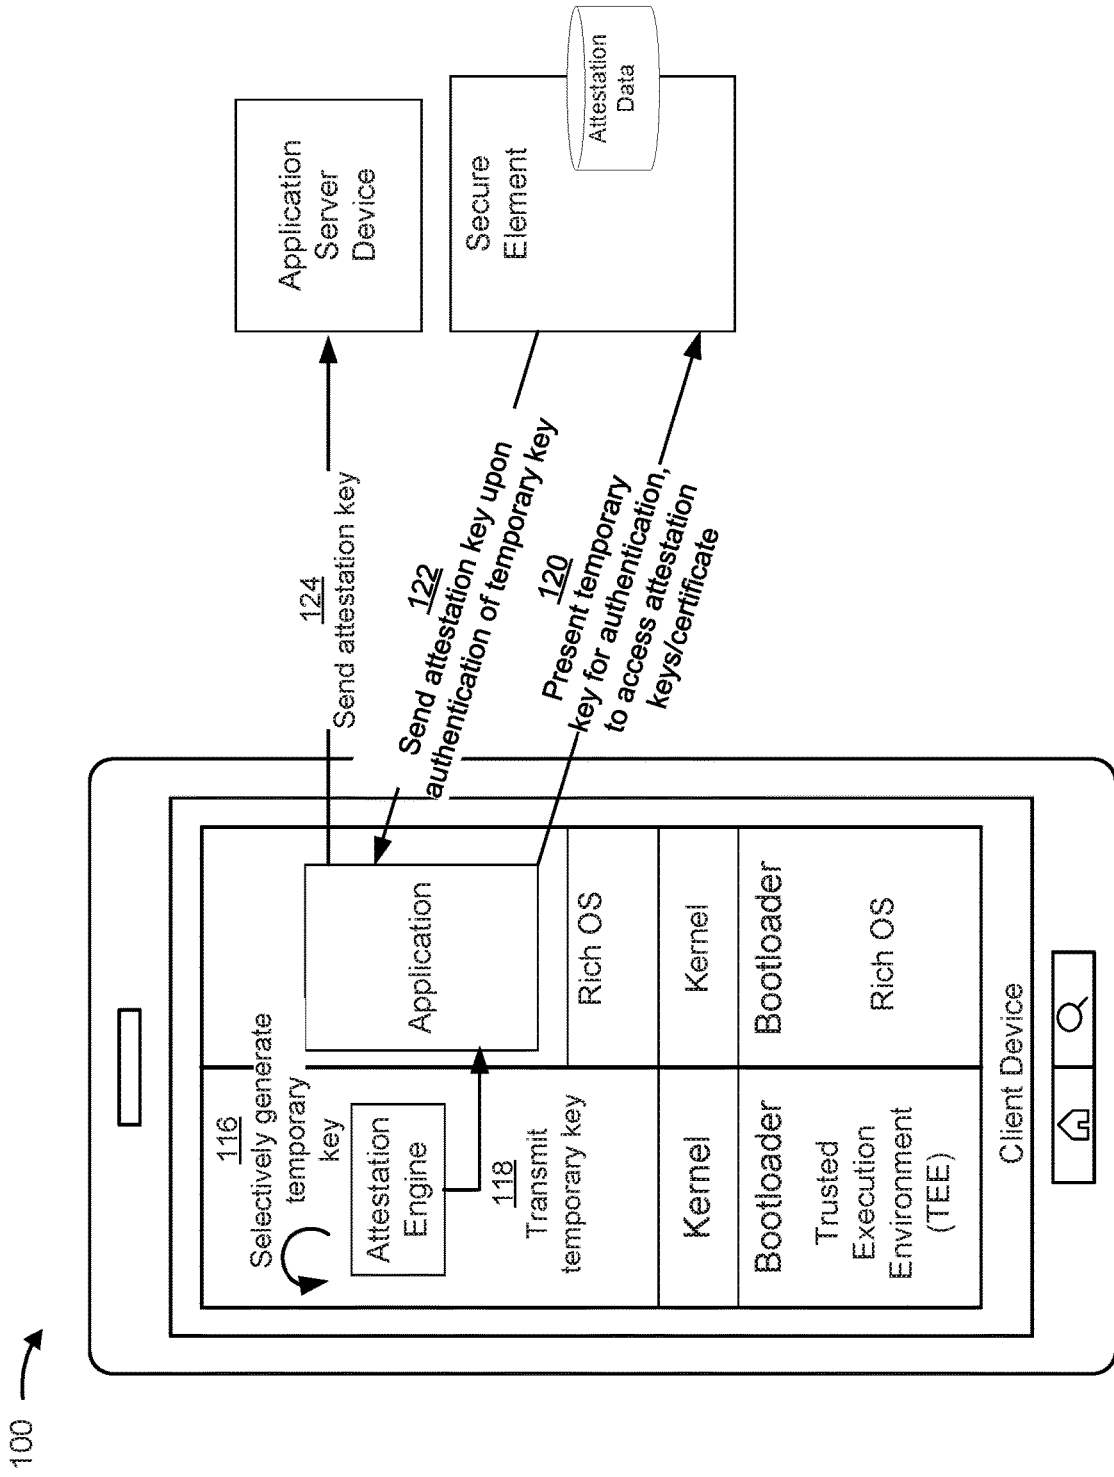 100
116
Selectively generate
temporary
key
Attestation
Engine
118
Transmit
temporary key
Application
Rich OS
Kernel
Kernel
Bootloader
Bootloader
Trusted
Execution
Environment
(TEE)
Rich OS
Client Device
124
Send attestation key
122
Send attestation key upon
authentication of temporary key
120
Present temporary
key for authentication,
to access attestation
keys/certificate
Application
Server
Device
Secure
Element
Attestation
Data